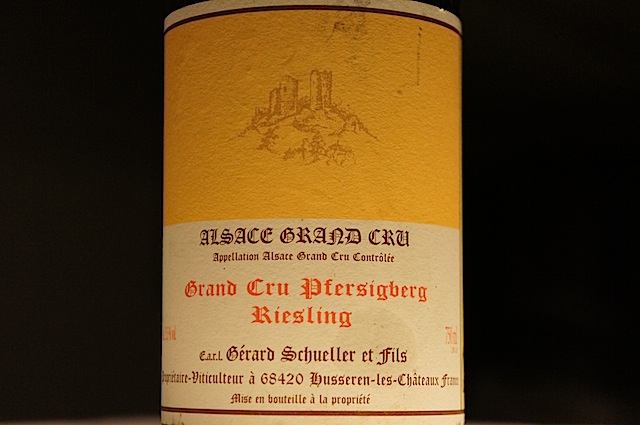 ALSACE GRAND CRU
Appellation Alsace Grand Cru Contrôlée
Grand Cru Pfersigberg
Riesling
E.a.r.l. Gérard Schueller et Fils
Propriétaire-Viticulteur à 68420 Husseren-les-Châteaux France
Mise en bouteille à la propriété